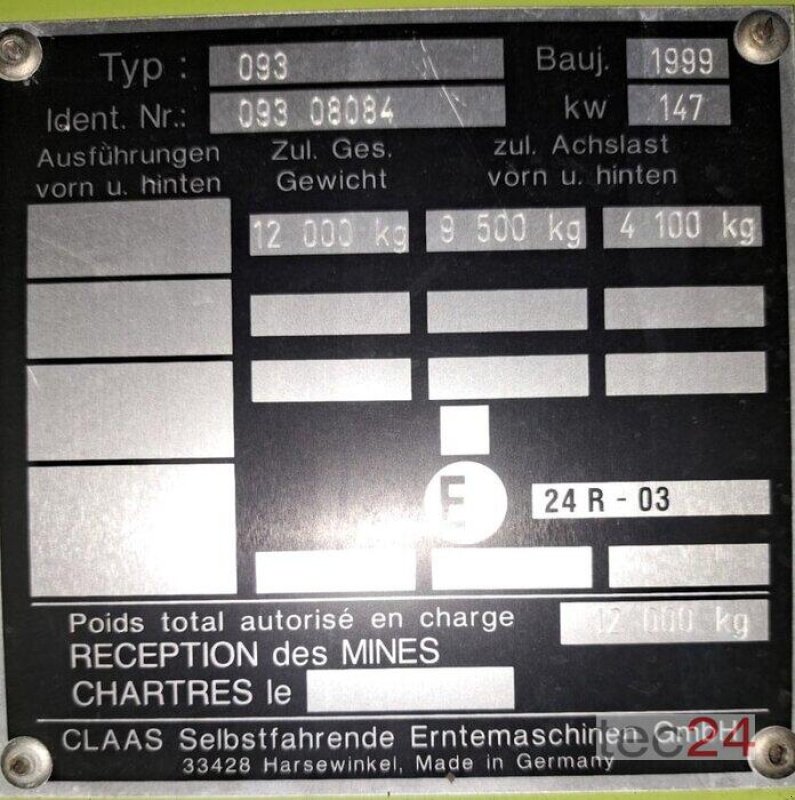 Typ : 093 Bauj. 1999
Ident. Nr.: 093 08084 kw 147
Ausführungen vorn u. hinten
Zul. Ges. Gewicht
zul. Achslast vorn u. hinten
12 000 kg 9 500 kg 4 100 kg
E 24 R - 03
Poids total autorisé en charge 12 000 kg
RECEPTION des MINES
CHARTRES le
CLAAS Selbstfahrende Erntemaschinen GmbH
33428 Harsewinkel, Made in Germany
tec24